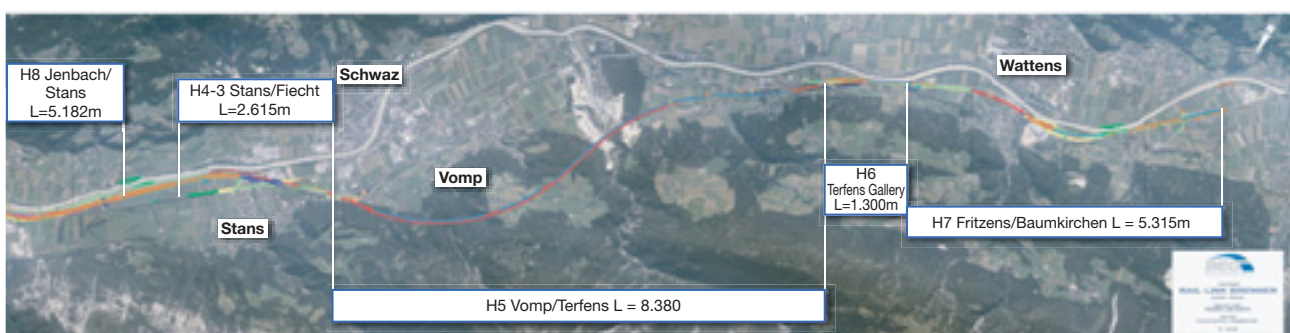 H8 Jenbach/
Stans
L=5.182m
H4-3 Stans/Fiecht
L=2.615m
Schwaz
Wattens
Vomp
Stans
H6
Terfens Gallery
L=1.300m
H7 Fritzens/Baumkirchen L = 5.315m
H5 Vomp/Terfens L = 8.380
RAIL LINK BRENNER